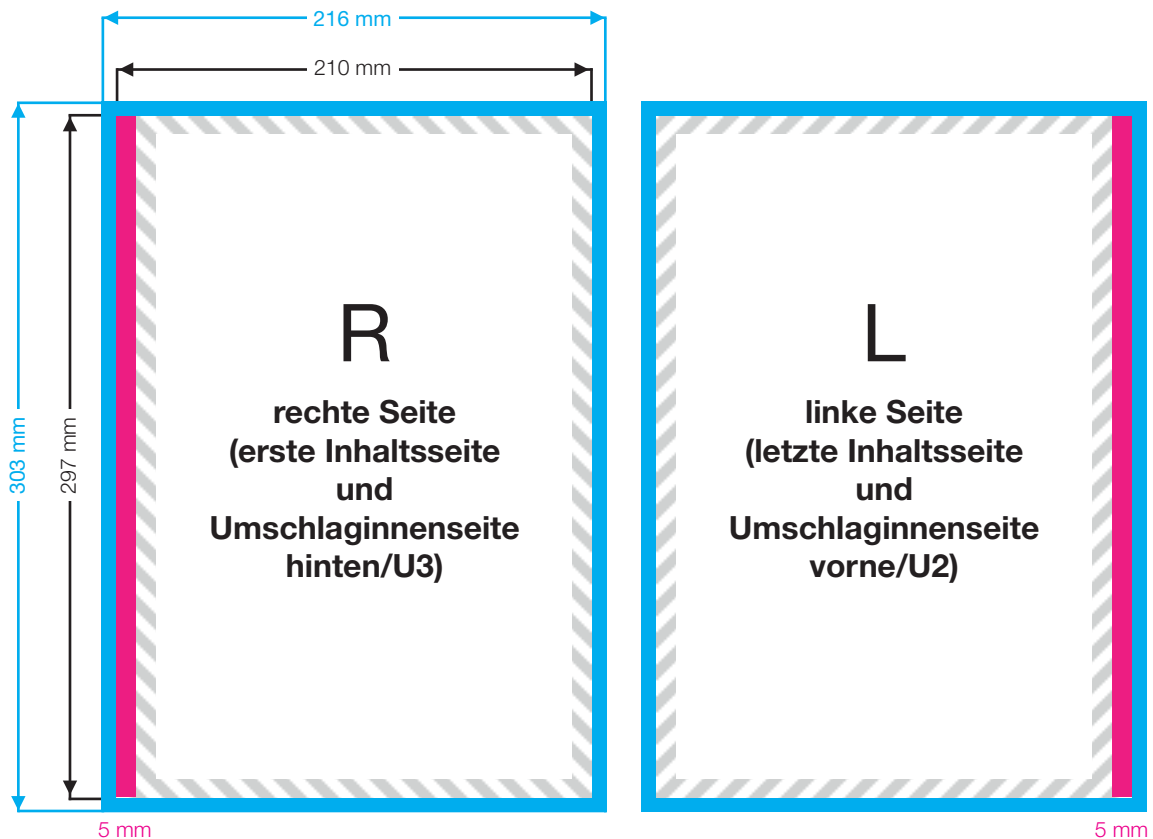 216 mm
210 mm
303 mm
297 mm
R
rechte Seite
(erste Inhaltsseite
und
Umschlaginnenseite
hinten/U3)
5 mm
L
linke Seite
(letzte Inhaltsseite
und
Umschlaginnenseite
vorne/U2)
5 mm